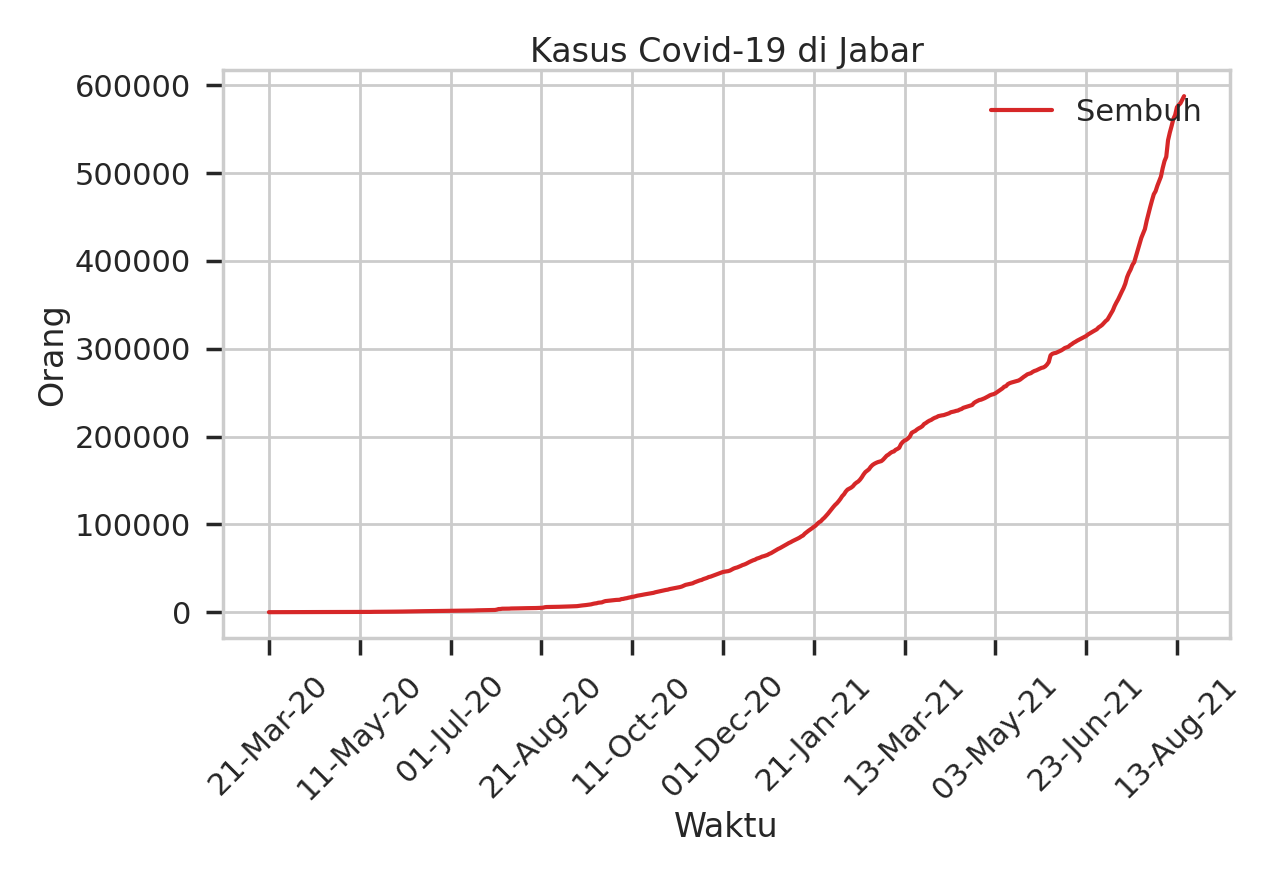 Kasus Covid-19 di Jabar
Sembuh
Orang
600000
500000
400000
300000
200000
100000
0
21-Mar-20
11-May-20
01-Jul-20
21-Aug-20
11-Oct-20
01-Dec-20
21-Jan-21
13-Mar-21
03-May-21
23-Jun-21
13-Aug-21
Waktu